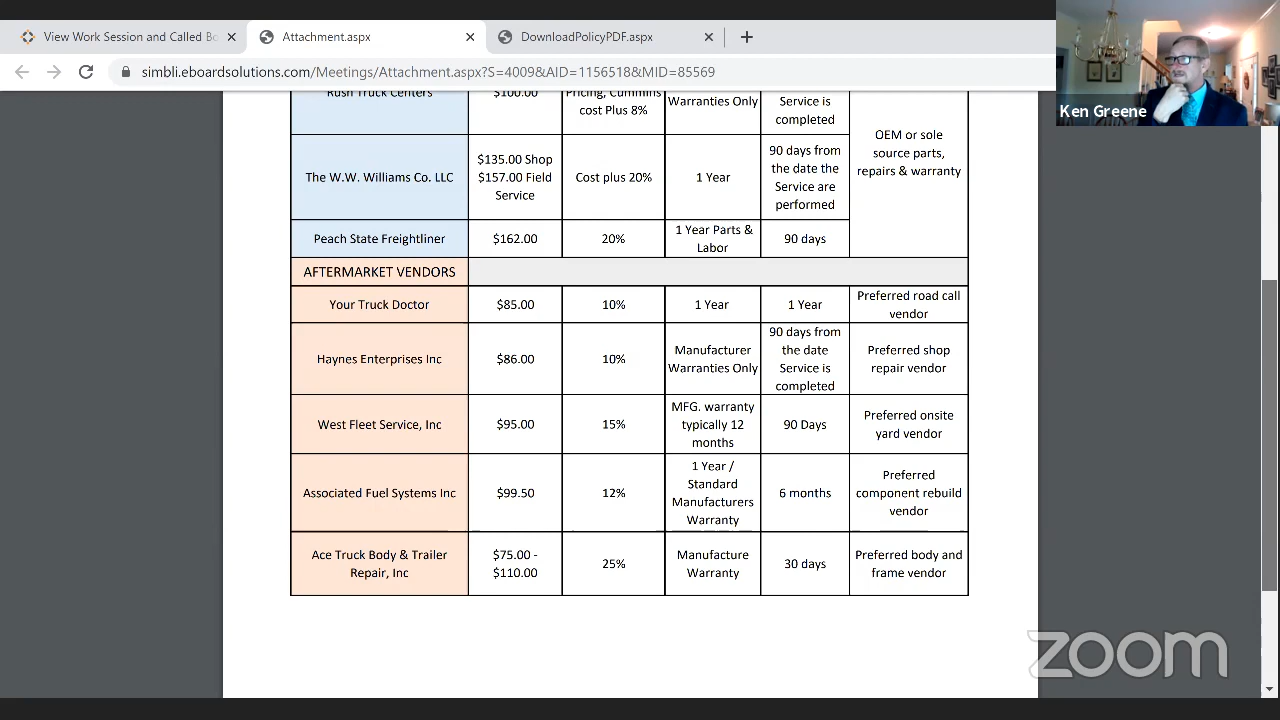 View Work Session and Called Bo
Attachment.aspx
DownloadPolicyPDF.aspx
simbli.eboardsolutions.com/Meetings/Attachment.aspx?S=4009&AID=1156518&MID=85569
Ken Greene
Rush Truck Centers
$100.00
Pricing, Cummins
cost Plus 8%
Warranties Only
Service is
completed
OEM or sole
source parts,
repairs & warranty
The W.W. Williams Co. LLC
$135.00 Shop
$157.00 Field
Service
Cost plus 20%
1 Year
90 days from
the date the
Service are
performed
Peach State Freightliner
$162.00
20%
1 Year Parts &
Labor
90 days
AFTERMARKET VENDORS
Your Truck Doctor
$85.00
10%
1 Year
1 Year
Preferred road call
vendor
Haynes Enterprises Inc
$86.00
10%
Manufacturer
Warranties Only
90 days from
the date
Service is
completed
Preferred shop
repair vendor
West Fleet Service, Inc
$95.00
15%
MFG. warranty
typically 12
months
90 Days
Preferred onsite
yard vendor
Associated Fuel Systems Inc
$99.50
12%
1 Year /
Standard
Manufacturers
Warranty
6 months
Preferred
component rebuild
vendor
Ace Truck Body & Trailer
Repair, Inc
$75.00 -
$110.00
25%
Manufacture
Warranty
30 days
Preferred body and
frame vendor
zoom